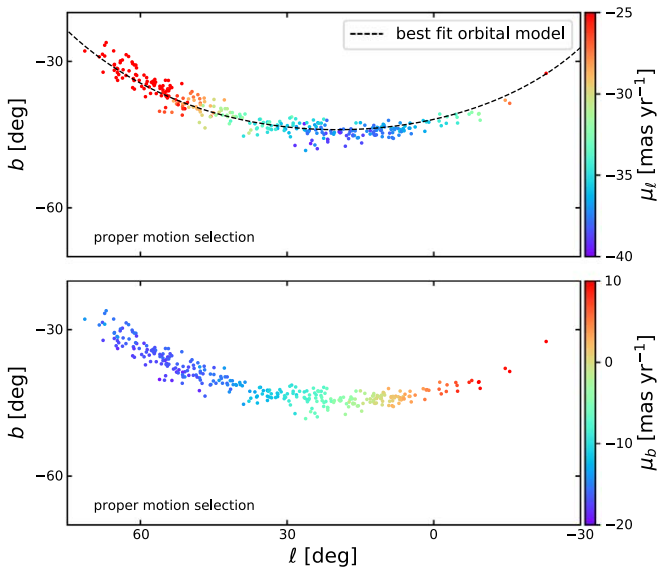 best fit orbital model
−30
−60
b [deg]
proper motion selection
−25
−30
−35
−40
μℓ [mas yr⁻¹]
−30
−60
b [deg]
proper motion selection
10
0
−10
−20
μb [mas yr⁻¹]
60
30
0
−30
ℓ [deg]